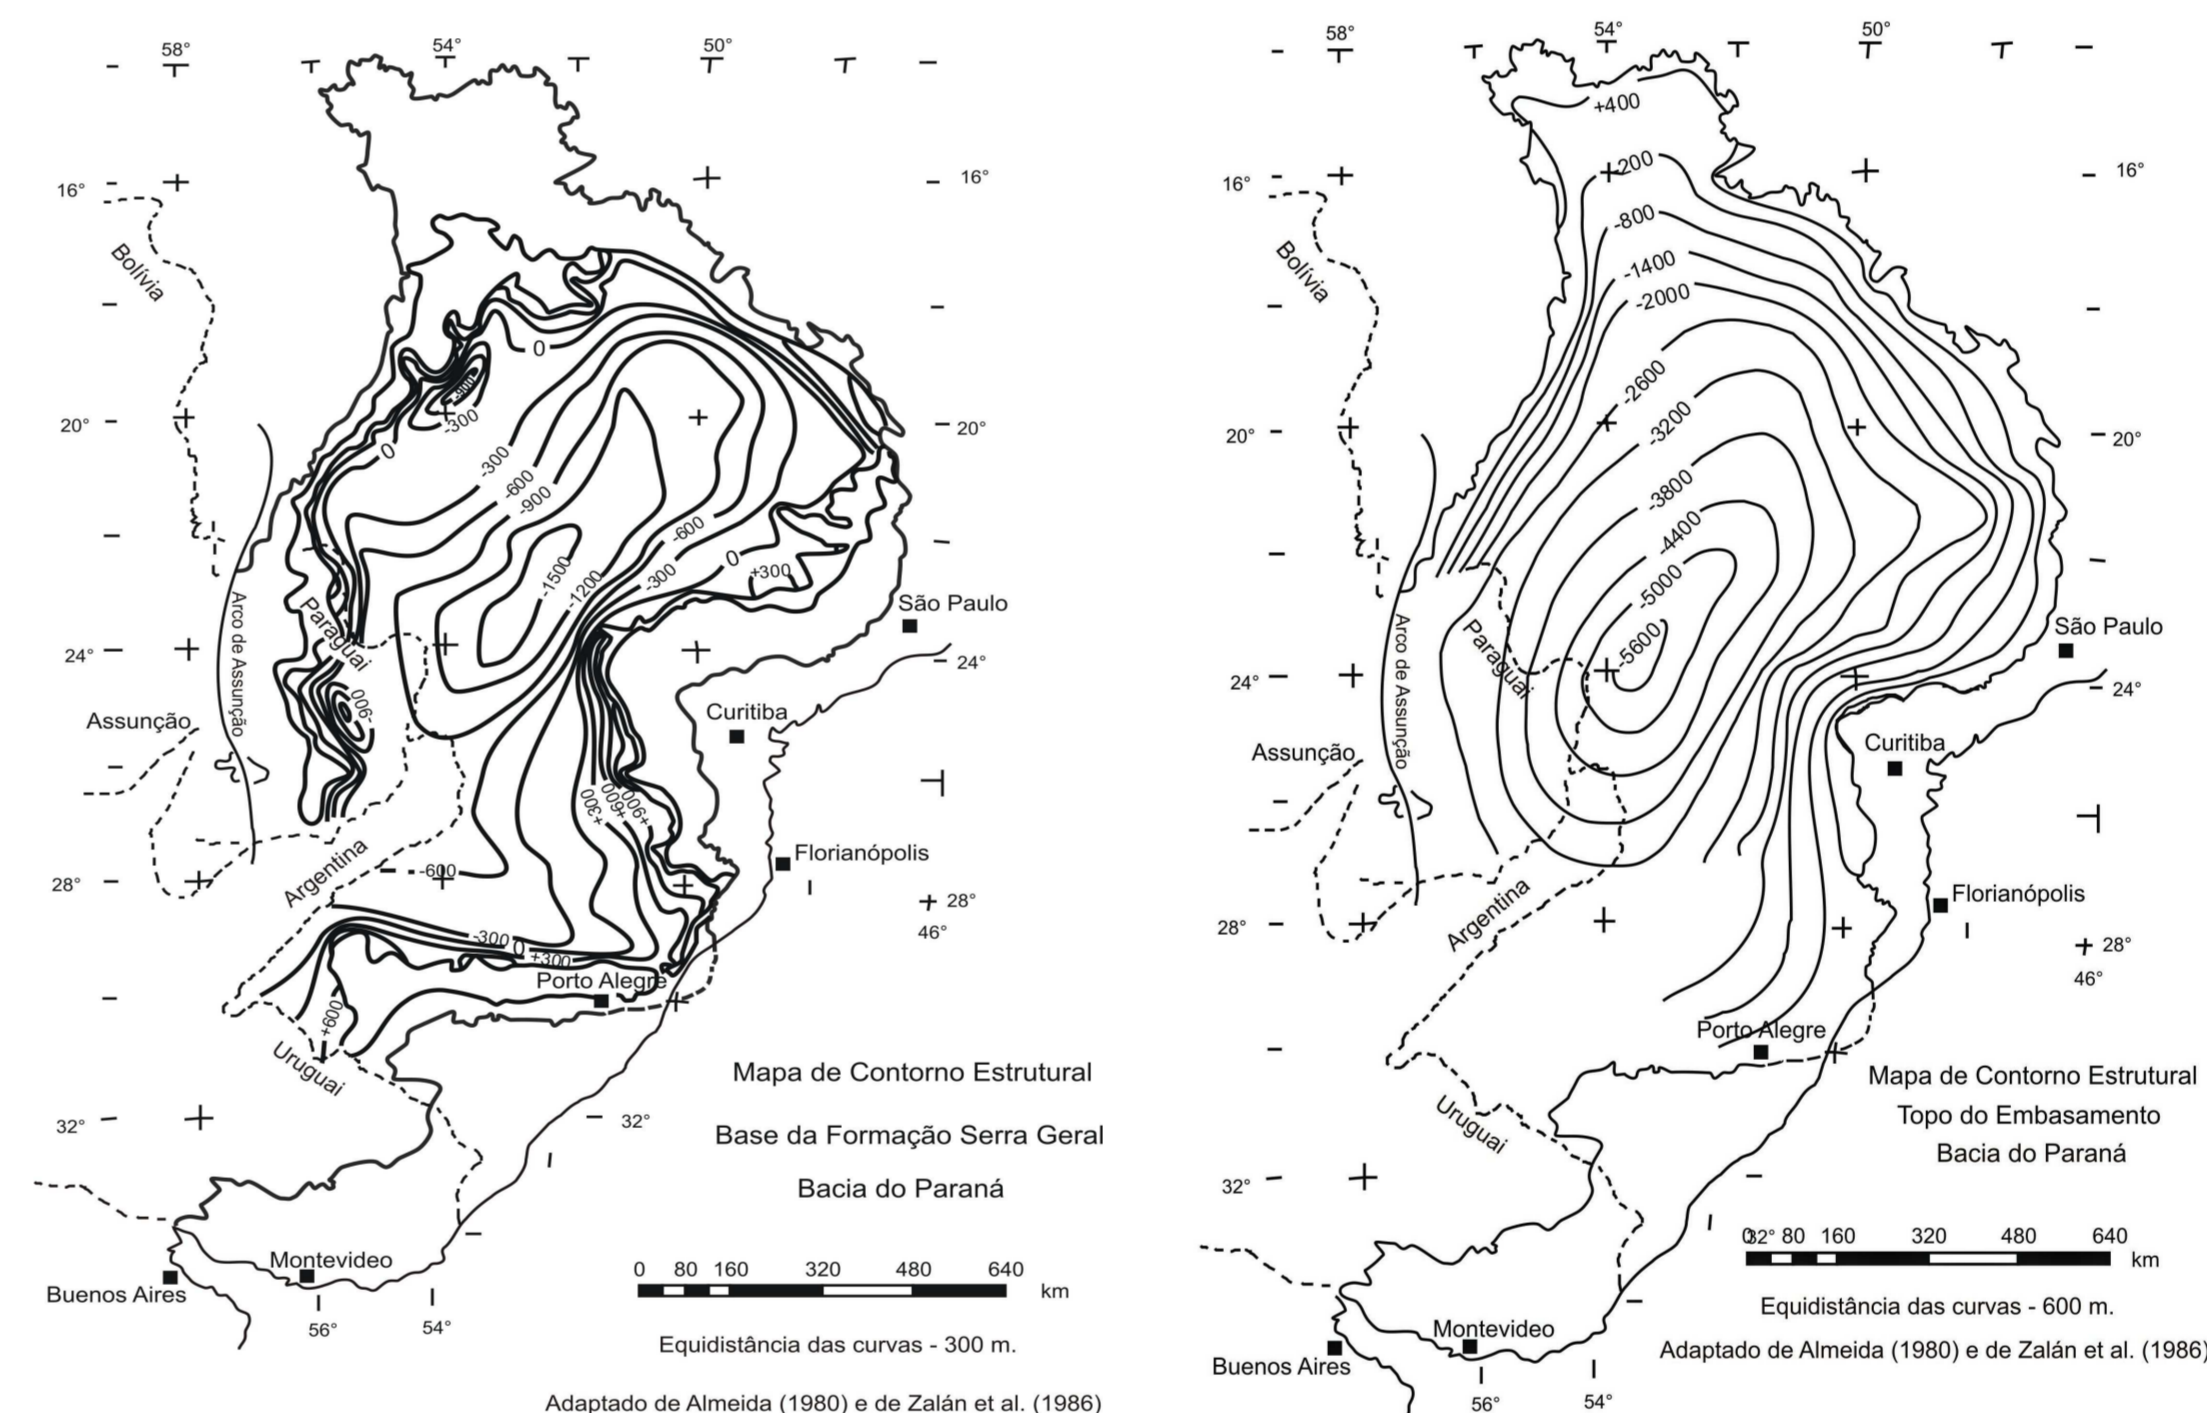 58°
54°
50°
16°
16°
Bolívia
0
-900
-300
0
20°
20°
-300
-600
-900
-600
0
-300
+300
-1500
-1200
Arco de Assunção
Paraguai
São Paulo
24°
24°
-900
Assunção
Curitiba
+300
+600
+900
Argentina
Florianópolis
28°
-600
28°
46°
-300
0
+300
Porto Alegre
+600
Uruguai
32°
32°
Mapa de Contorno Estrutural
Base da Formação Serra Geral
Bacia do Paraná
Montevideo
Buenos Aires
56°
54°
0 80 160 320 480 640
km
Equidistância das curvas - 300 m.
Adaptado de Almeida (1980) e de Zalán et al. (1986)
58°
54°
50°
+400
16°
-200
16°
-800
Bolívia
-1400
-2000
-2600
-3200
20°
20°
-3800
-4400
-5000
-5600
Arco de Assunção
Paraguai
São Paulo
24°
24°
Assunção
Curitiba
Argentina
Florianópolis
28°
28°
46°
Porto Alegre
Uruguai
32°
Mapa de Contorno Estrutural
Topo do Embasamento
Bacia do Paraná
0 32° 80 160 320 480 640
km
Equidistância das curvas - 600 m.
Montevideo
Buenos Aires
56°
54°
Adaptado de Almeida (1980) e de Zalán et al. (1986)